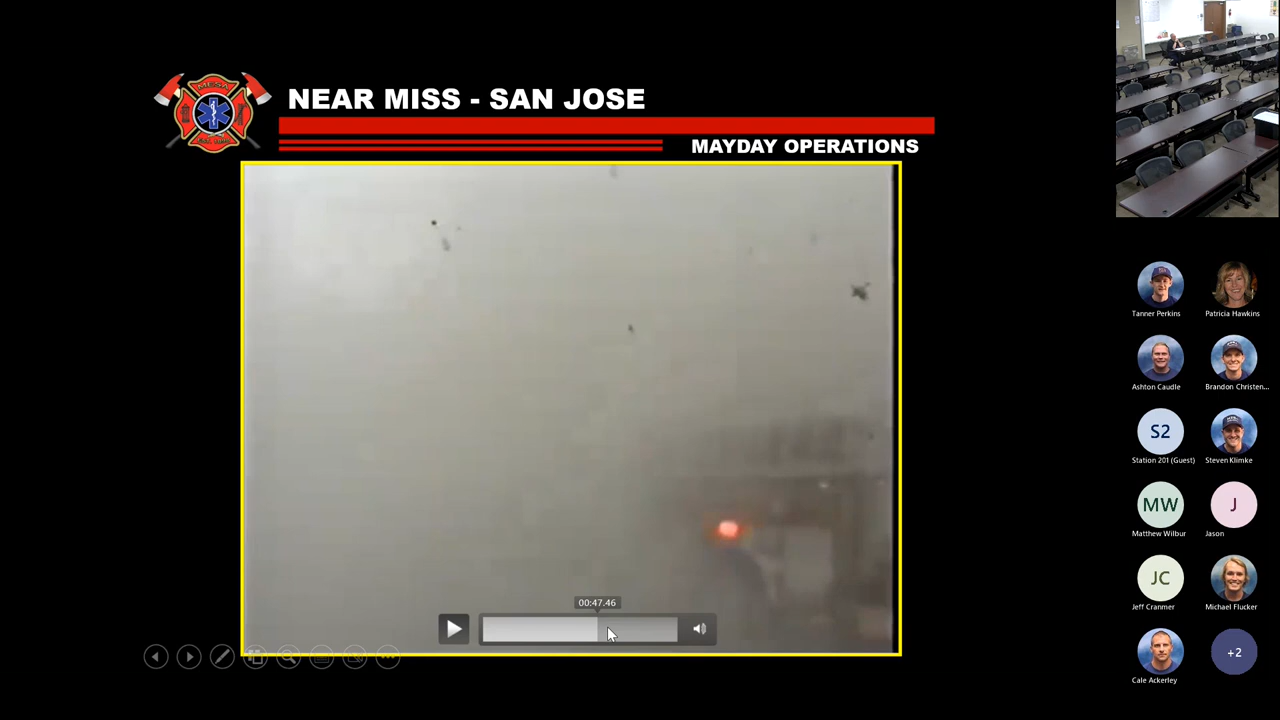 NEAR MISS - SAN JOSE
MAYDAY OPERATIONS
00:47.46
Tanner Perkins
Patricia Hawkins
Ashton Caudle
Brandon Christen...
S2
Station 201 (Guest)
Steven Klimke
MW
Matthew Wilbur
J
Jason
JC
Jeff Cranmer
Michael Flucker
Cale Ackerley
+2